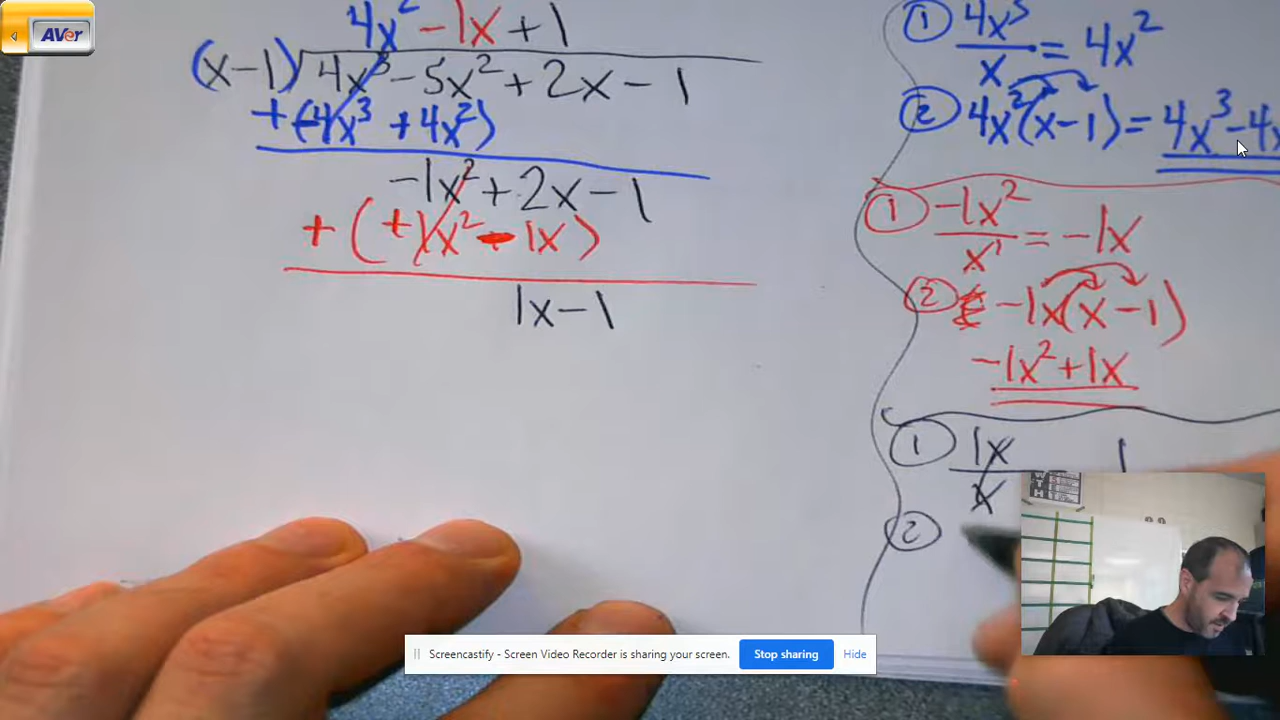 AVer
4x² -1x + 1
(x-1) 4x³ - 5x² + 2x - 1
+(-4x³ + 4x²)
-1x² + 2x - 1
+ (+1x² - 1x)
1x - 1
① 4x³/x = 4x²
② 4x²(x-1) = 4x³ - 4x
① -1x²/x¹ = -1x
② -1x(x-1)
-1x² + 1x
① 1x/x 1
②
Screencastify - Screen Video Recorder is sharing your screen.
Stop sharing
Hide